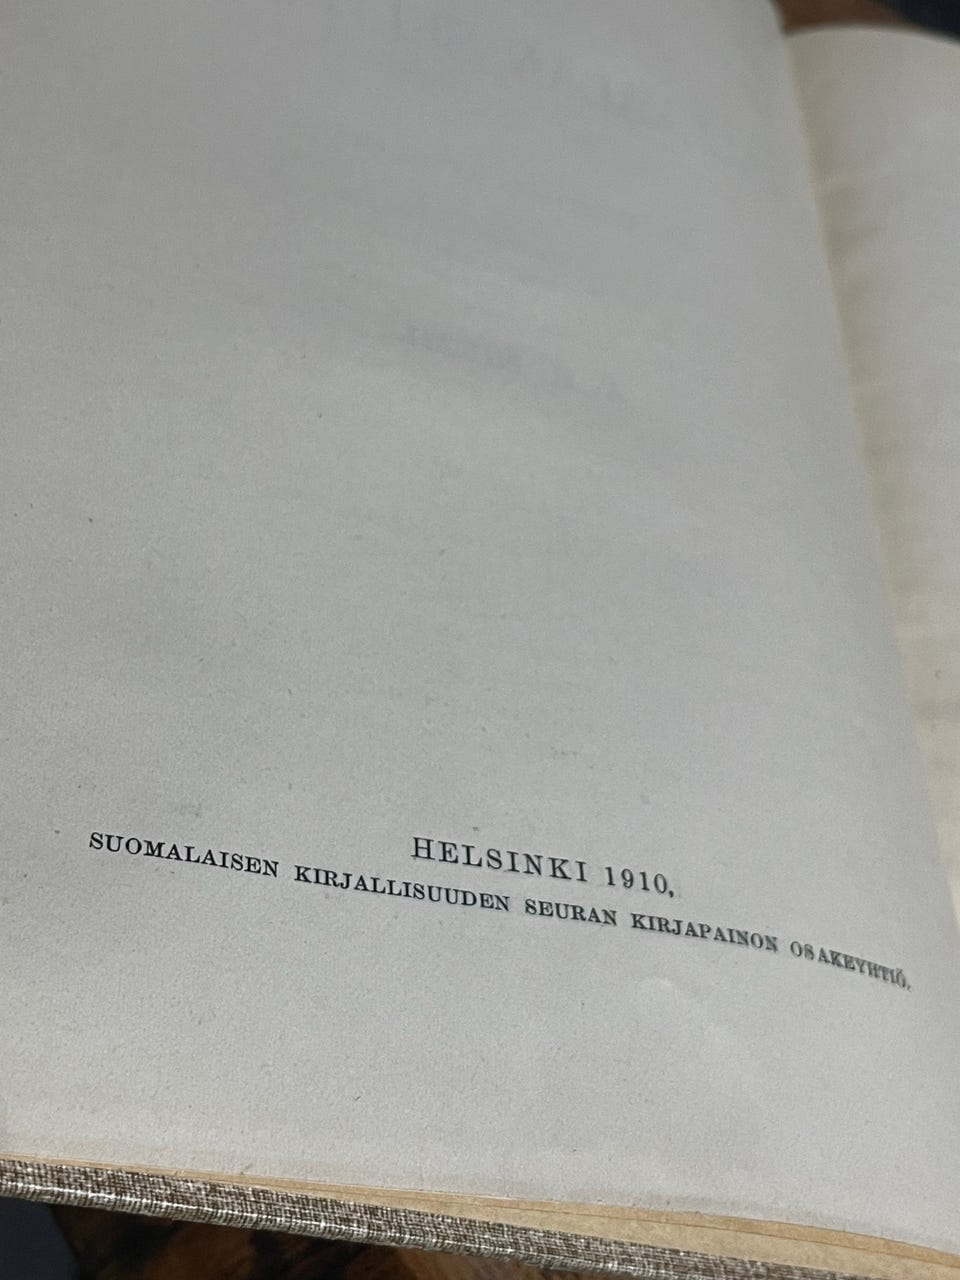 HELSINKI 1910,
SUOMALAISEN KIRJALLISUUDEN SEURAN KIRJAPAINON OSAKEYHTIÖ.